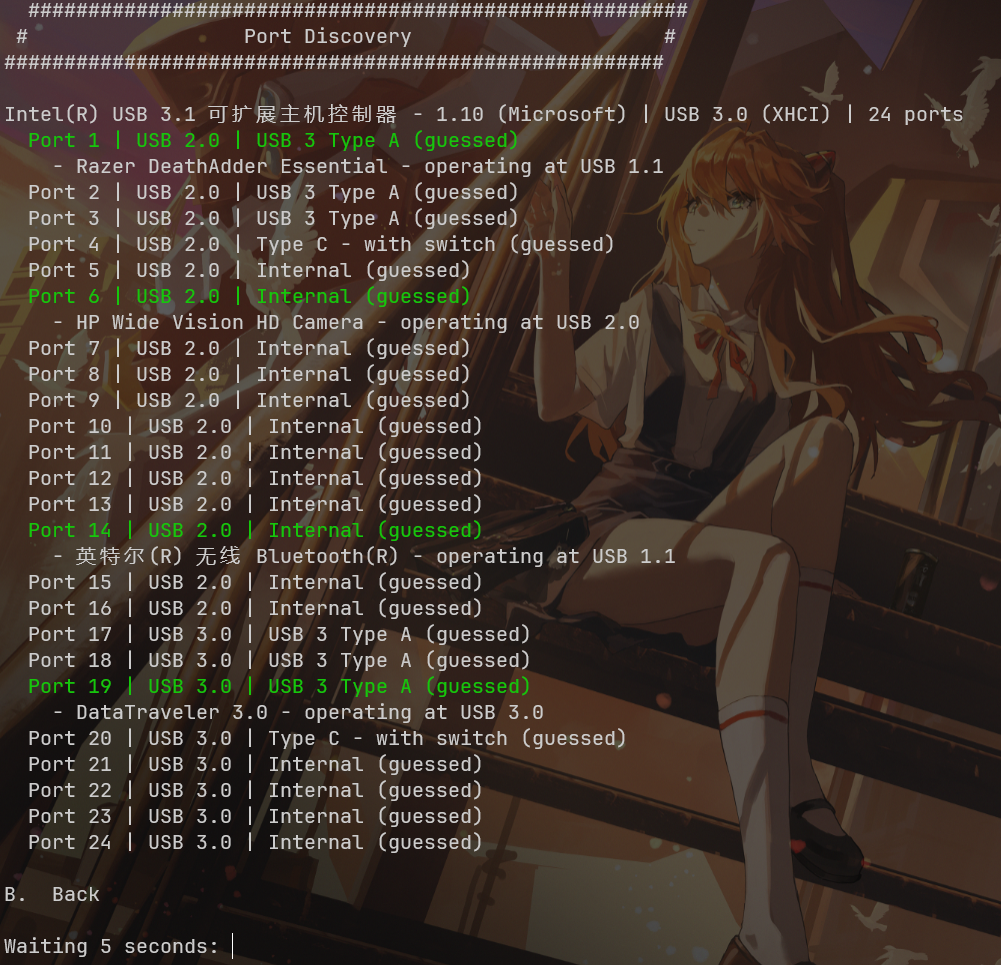 #######################################################
# Port Discovery #
#######################################################
Intel(R) USB 3.1 可扩展主机控制器 - 1.10 (Microsoft) | USB 3.0 (XHCI) | 24 ports
Port 1 | USB 2.0 | USB 3 Type A (guessed)
- Razer DeathAdder Essential - operating at USB 1.1
Port 2 | USB 2.0 | USB 3 Type A (guessed)
Port 3 | USB 2.0 | USB 3 Type A (guessed)
Port 4 | USB 2.0 | Type C - with switch (guessed)
Port 5 | USB 2.0 | Internal (guessed)
Port 6 | USB 2.0 | Internal (guessed)
- HP Wide Vision HD Camera - operating at USB 2.0
Port 7 | USB 2.0 | Internal (guessed)
Port 8 | USB 2.0 | Internal (guessed)
Port 9 | USB 2.0 | Internal (guessed)
Port 10 | USB 2.0 | Internal (guessed)
Port 11 | USB 2.0 | Internal (guessed)
Port 12 | USB 2.0 | Internal (guessed)
Port 13 | USB 2.0 | Internal (guessed)
Port 14 | USB 2.0 | Internal (guessed)
- 英特尔(R) 无线 Bluetooth(R) - operating at USB 1.1
Port 15 | USB 2.0 | Internal (guessed)
Port 16 | USB 2.0 | Internal (guessed)
Port 17 | USB 3.0 | USB 3 Type A (guessed)
Port 18 | USB 3.0 | USB 3 Type A (guessed)
Port 19 | USB 3.0 | USB 3 Type A (guessed)
- DataTraveler 3.0 - operating at USB 3.0
Port 20 | USB 3.0 | Type C - with switch (guessed)
Port 21 | USB 3.0 | Internal (guessed)
Port 22 | USB 3.0 | Internal (guessed)
Port 23 | USB 3.0 | Internal (guessed)
Port 24 | USB 3.0 | Internal (guessed)
B. Back
Waiting 5 seconds: